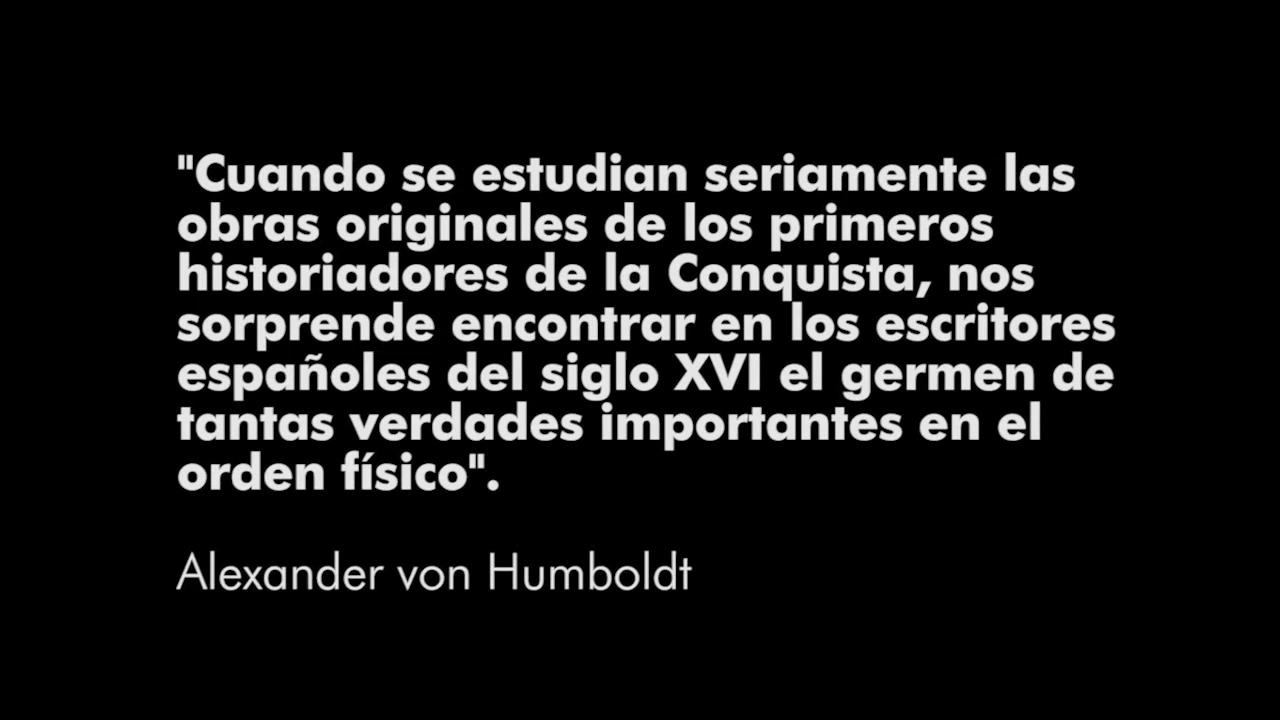 "Cuando se estudian seriamente las
obras originales de los primeros
historiadores de la Conquista, nos
sorprende encontrar en los escritores
españoles del siglo XVI el germen de
tantas verdades importantes en el
orden físico".
Alexander von Humboldt